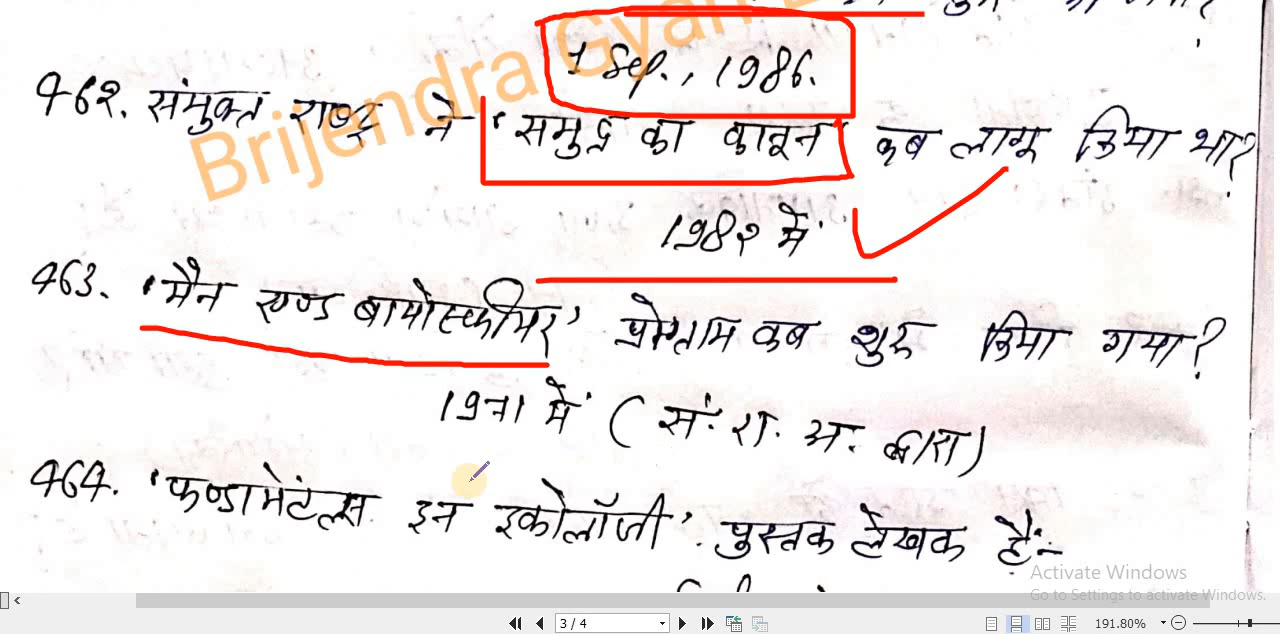 1 Sep., 1986.
462. संयुक्त राष्ट्र ने 'समुद्र का कानून' कब लागू किया था?
1982 में
463. 'मैन एण्ड बायोस्फीयर' प्रोग्राम कब शुरु किया गया?
1971 में ( सं. रा. अ. द्वारा)
464. 'फण्डामेंटल्स इन इकोलॉजी' पुस्तक लेखक हैं:-
Brijendra Gyan
Activate Windows
Go to Settings to activate Windows.
3 / 4
191.80%